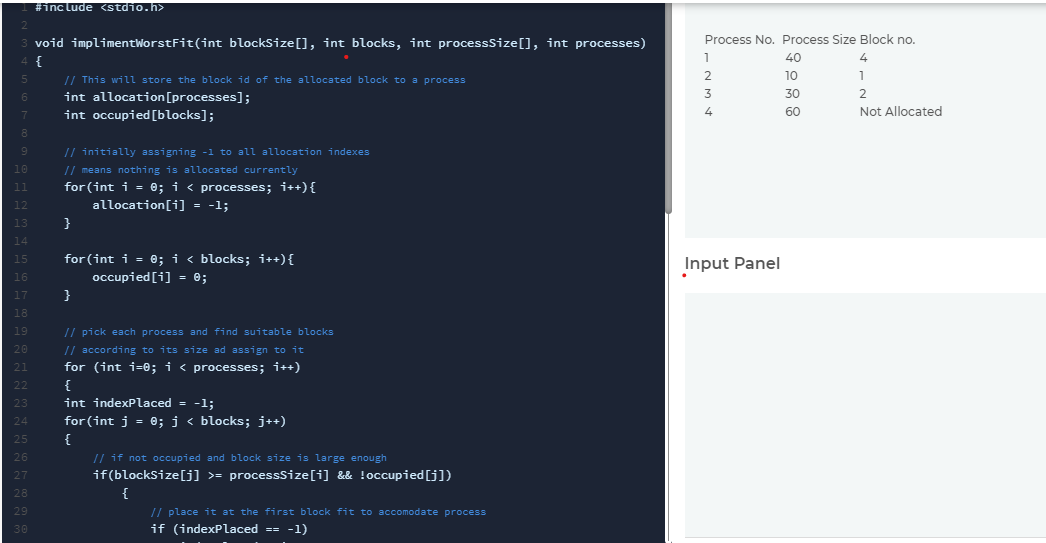 1 #include <stdio.h>
2
3 void implimentWorstFit(int blockSize[], int blocks, int processSize[], int processes)
4 {
5 // This will store the block id of the allocated block to a process
6 int allocation[processes];
7 int occupied[blocks];
8
9 // initially assigning -1 to all allocation indexes
10 // means nothing is allocated currently
11 for(int i = 0; i < processes; i++){
12 allocation[i] = -1;
13 }
14
15 for(int i = 0; i < blocks; i++){
16 occupied[i] = 0;
17 }
18
19 // pick each process and find suitable blocks
20 // according to its size ad assign to it
21 for (int i=0; i < processes; i++)
22 {
23 int indexPlaced = -1;
24 for(int j = 0; j < blocks; j++)
25 {
26 // if not occupied and block size is large enough
27 if(blockSize[j] >= processSize[i] && !occupied[j])
28 {
29 // place it at the first block fit to accomodate process
30 if (indexPlaced == -1)
Process No. Process Size Block no.
1 40 4
2 10 1
3 30 2
4 60 Not Allocated
Input Panel